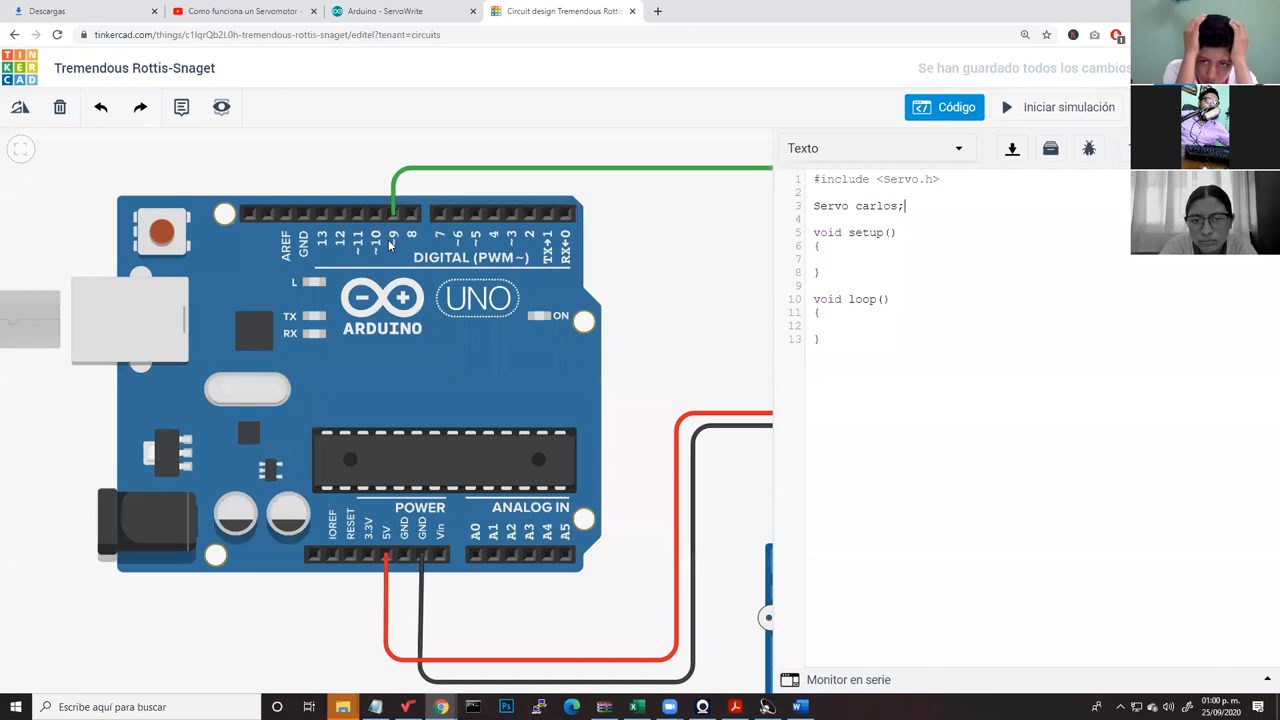 Descargas
Como funciona un Servomotor -
Arduino - ServoWrite
Circuit design Tremendous Rotti
tinkercad.com/things/c1IqrQb2L0h-tremendous-rottis-snaget/editel?tenant=circuits
TIN
KER
CAD
Tremendous Rottis-Snaget
Se han guardado todos los cambios
Código
Iniciar simulación
Texto
1 #include <Servo.h>
2
3 Servo carlos;
4
5 void setup()
6 {
7
8 }
9
10 void loop()
11 {
12
13 }
AREF
GND
13
12
~11
~10
~9
8
7
~6
~5
4
~3
2
TX→1
RX←0
DIGITAL (PWM~)
L
TX
RX
ARDUINO
UNO
ON
POWER
ANALOG IN
IOREF
RESET
3.3V
5V
GND
GND
Vin
A0
A1
A2
A3
A4
A5
Monitor en serie
Escribe aquí para buscar
01:00 p. m.
25/09/2020